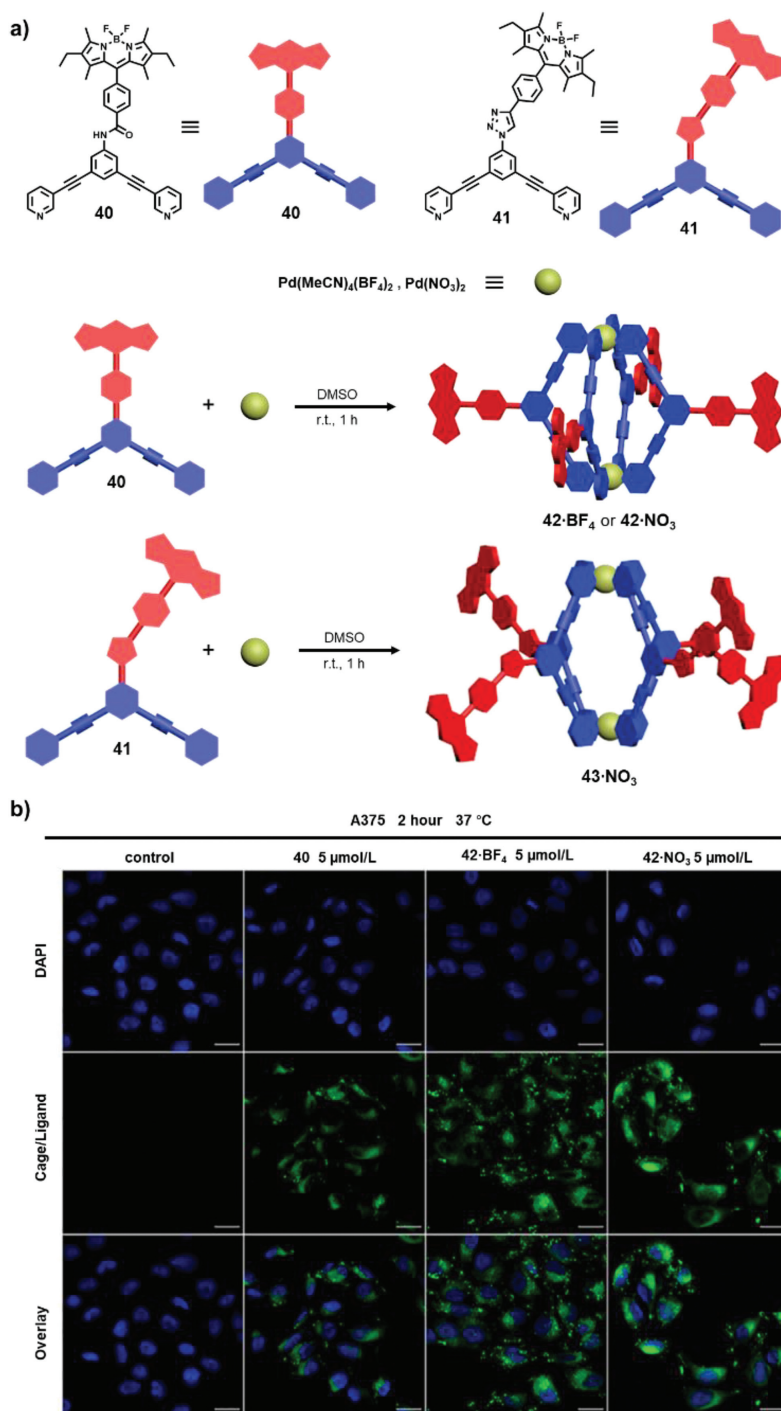 a)
F F
B
N N
O
NH
N N
40
≡
40
F
B F
N N
N N
N
N N
41
≡
41
Pd(MeCN)4(BF4)2 , Pd(NO3)2 ≡
40
+
DMSO
r.t., 1 h
42·BF4 or 42·NO3
41
+
DMSO
r.t., 1 h
43·NO3
b)
A375 2 hour 37 °C
control 40 5 µmol/L 42·BF4 5 µmol/L 42·NO3 5 µmol/L
DAPI
Cage/Ligand
Overlay